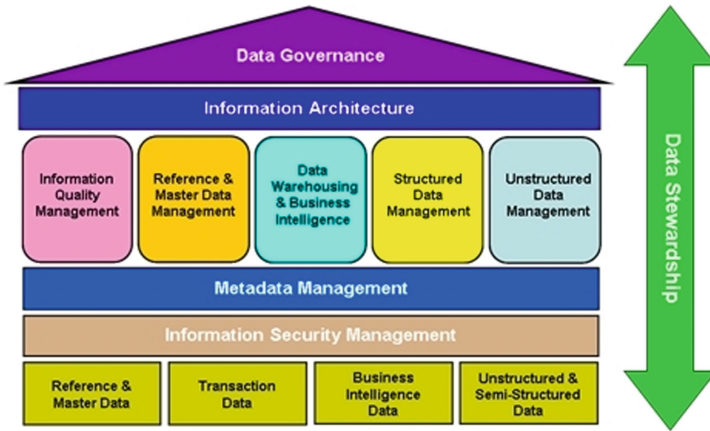 Data Governance
Information Architecture
Information
Quality
Management
Reference &
Master Data
Management
Data
Warehousing
& Business
Intelligence
Structured
Data
Management
Unstructured
Data
Management
Metadata Management
Information Security Management
Reference &
Master Data
Transaction
Data
Business
Intelligence
Data
Unstructured &
Semi-Structured
Data
Data Stewardship